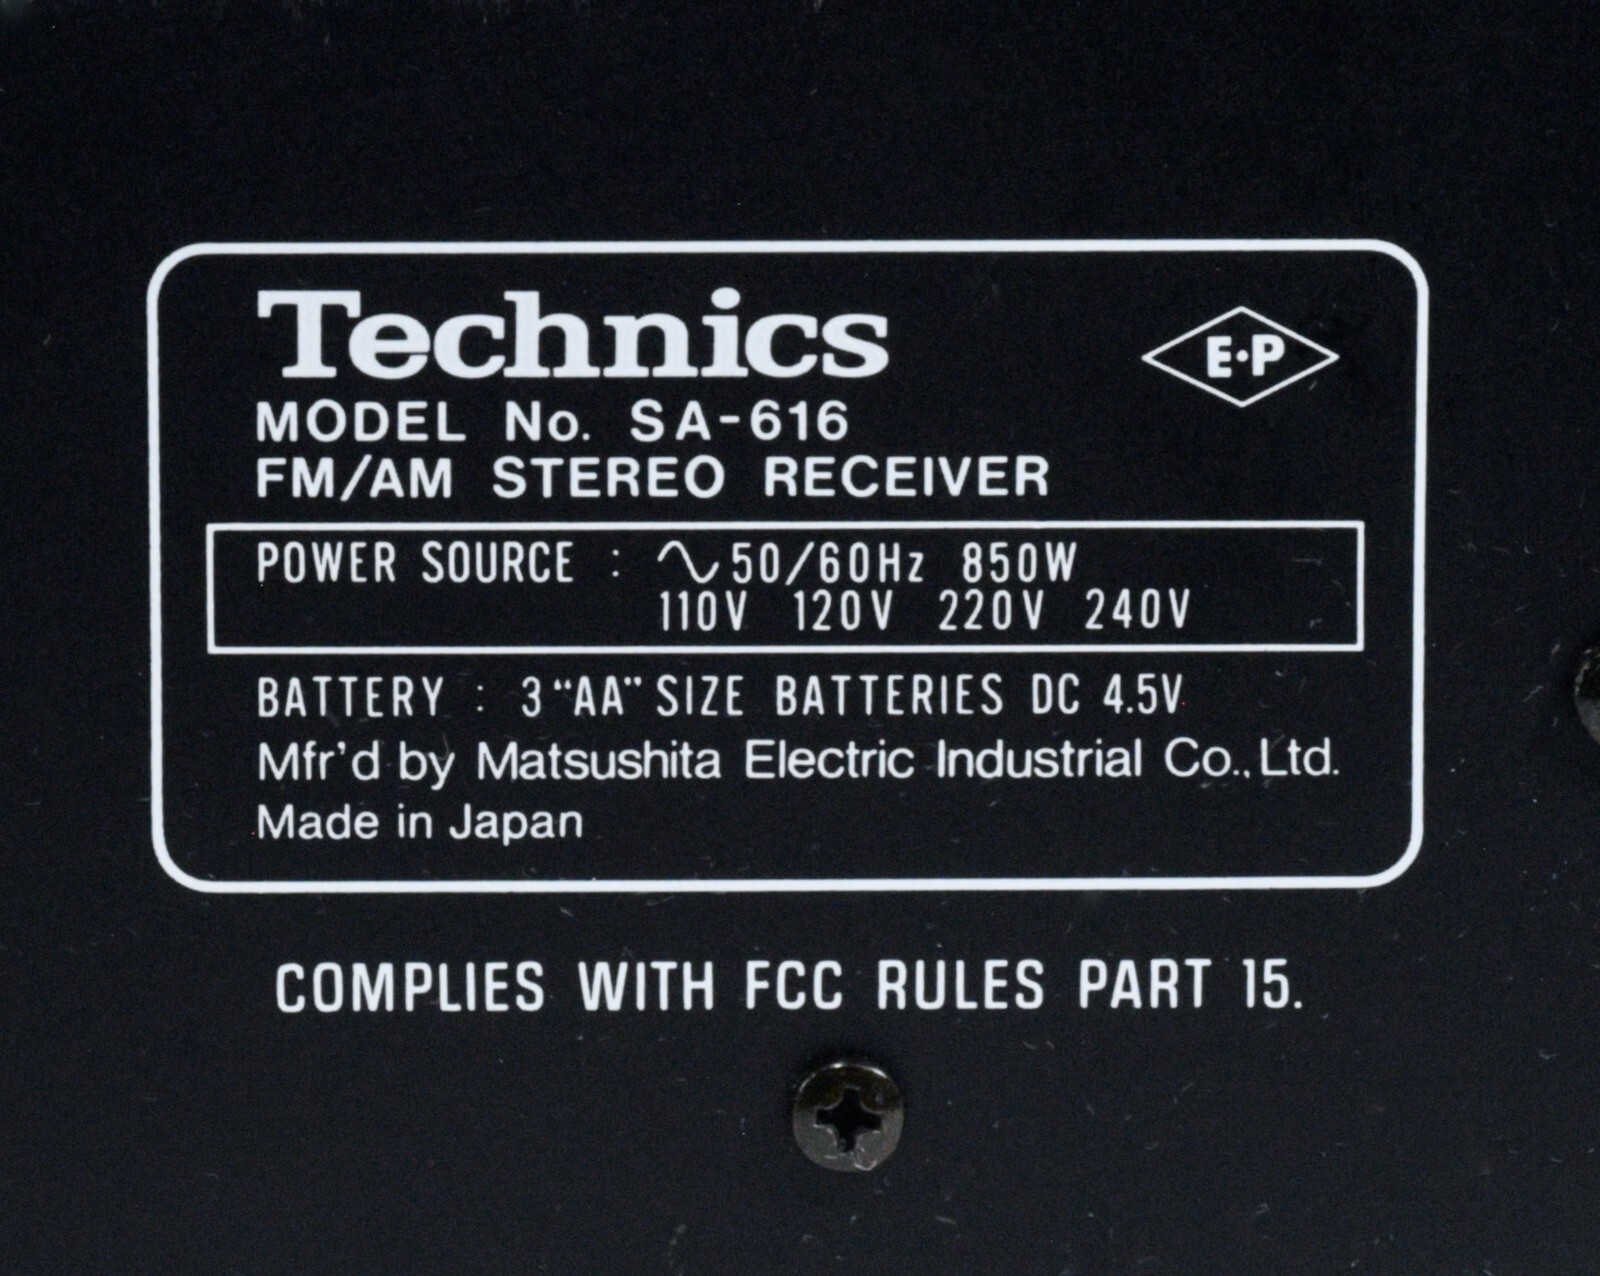 Technics
E·P
MODEL No. SA-616
FM/AM STEREO RECEIVER
POWER SOURCE : ∿50/60Hz 850W
110V 120V 220V 240V
BATTERY : 3 “AA” SIZE BATTERIES DC 4.5V
Mfr'd by Matsushita Electric Industrial Co., Ltd.
Made in Japan
COMPLIES WITH FCC RULES PART 15.